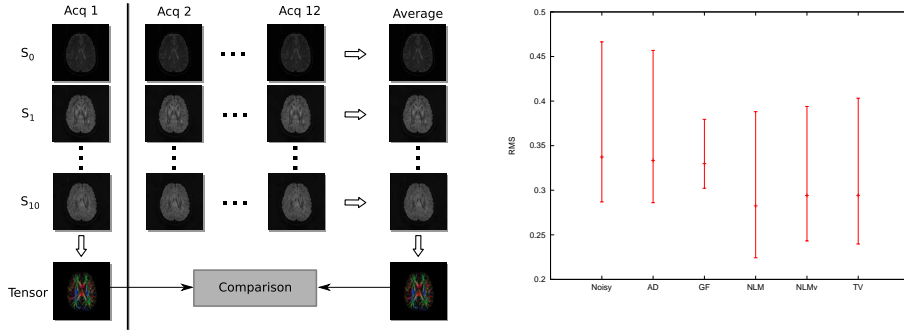 Acq 1
Acq 2
Acq 12
Average
S0
S1
S10
Tensor
Comparison
0.5
0.45
0.4
0.35
0.3
0.25
0.2
RMS
Noisy
AD
GF
NLM
NLMv
TV